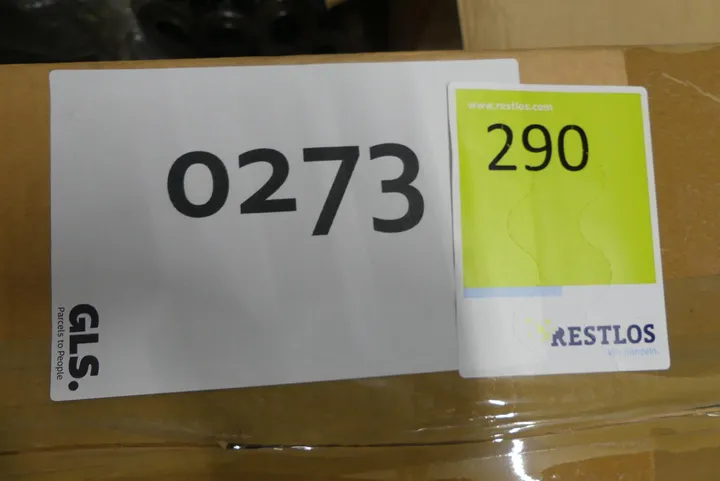 0273
GLS.
Parcels to People
www.restlos.com
290
RESTLOS